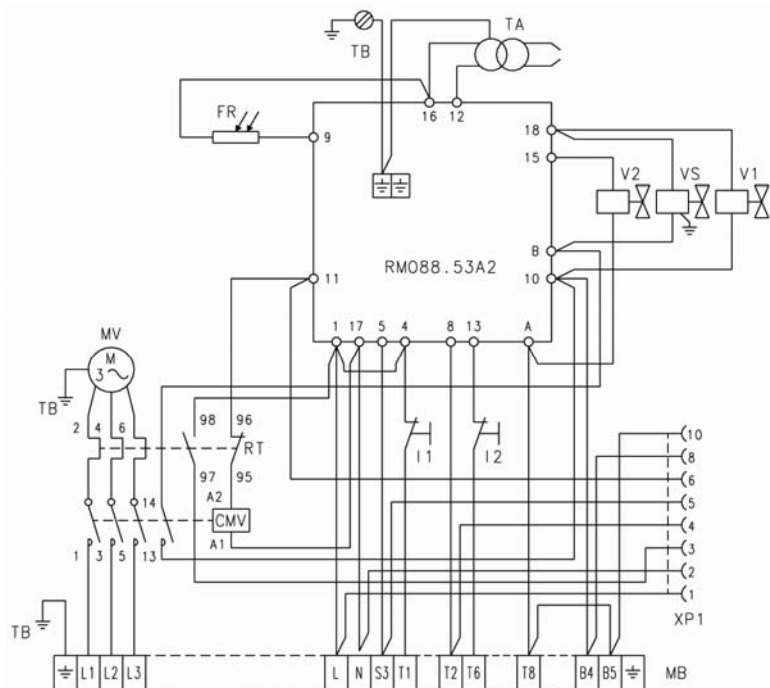 TB
TA
FR
9
16
12
18
15
V2
VS
V1
B
RMO88.53A2
11
10
1
17
5
4
8
13
A
MV
M
3
TB
2
4
6
98
96
RT
I1
I2
10
8
97
95
6
14
A2
5
CMV
4
1
3
5
13
A1
3
2
1
XP1
TB
L1
L2
L3
L
N
S3
T1
T2
T6
T8
B4
B5
MB